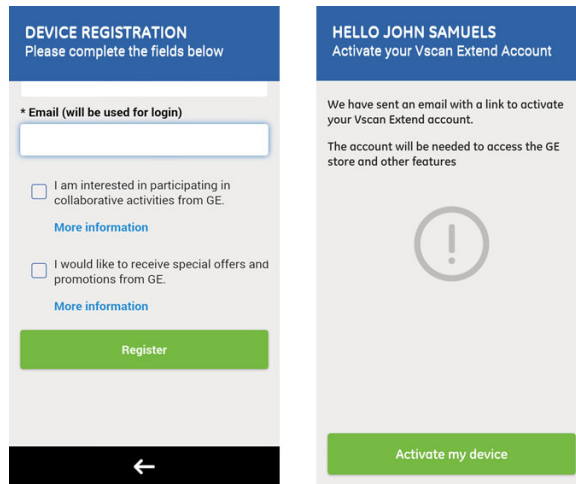 DEVICE REGISTRATION
Please complete the fields below
* Email (will be used for login)
I am interested in participating in
collaborative activities from GE.
More information
I would like to receive special offers and
promotions from GE.
More information
Register
HELLO JOHN SAMUELS
Activate your Vscan Extend Account
We have sent an email with a link to activate
your Vscan Extend account.
The account will be needed to access the GE
store and other features
Activate my device